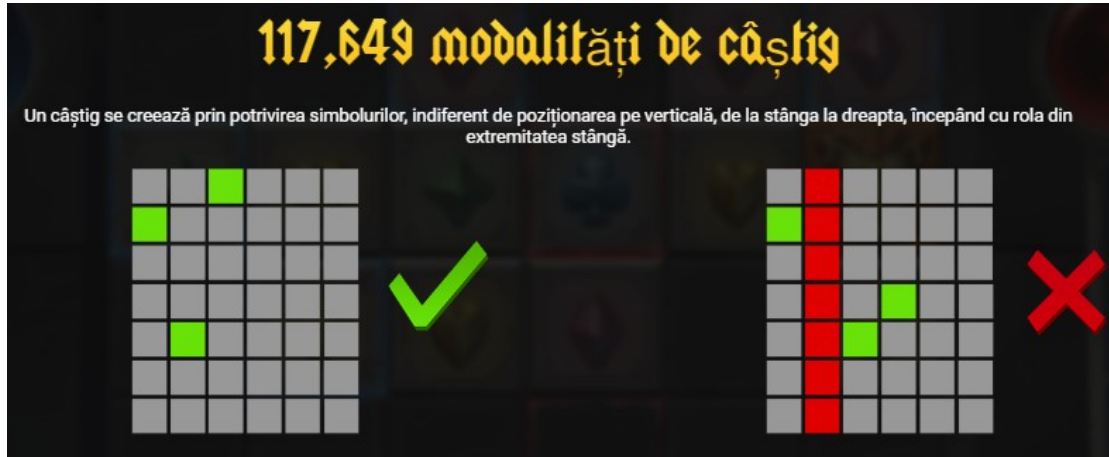 117,649 modalități de câștig
Un câștig se creează prin potrivirea simbolurilor, indiferent de poziționarea pe verticală, de la stânga la dreapta, începând cu rola din
extremitatea stângă.